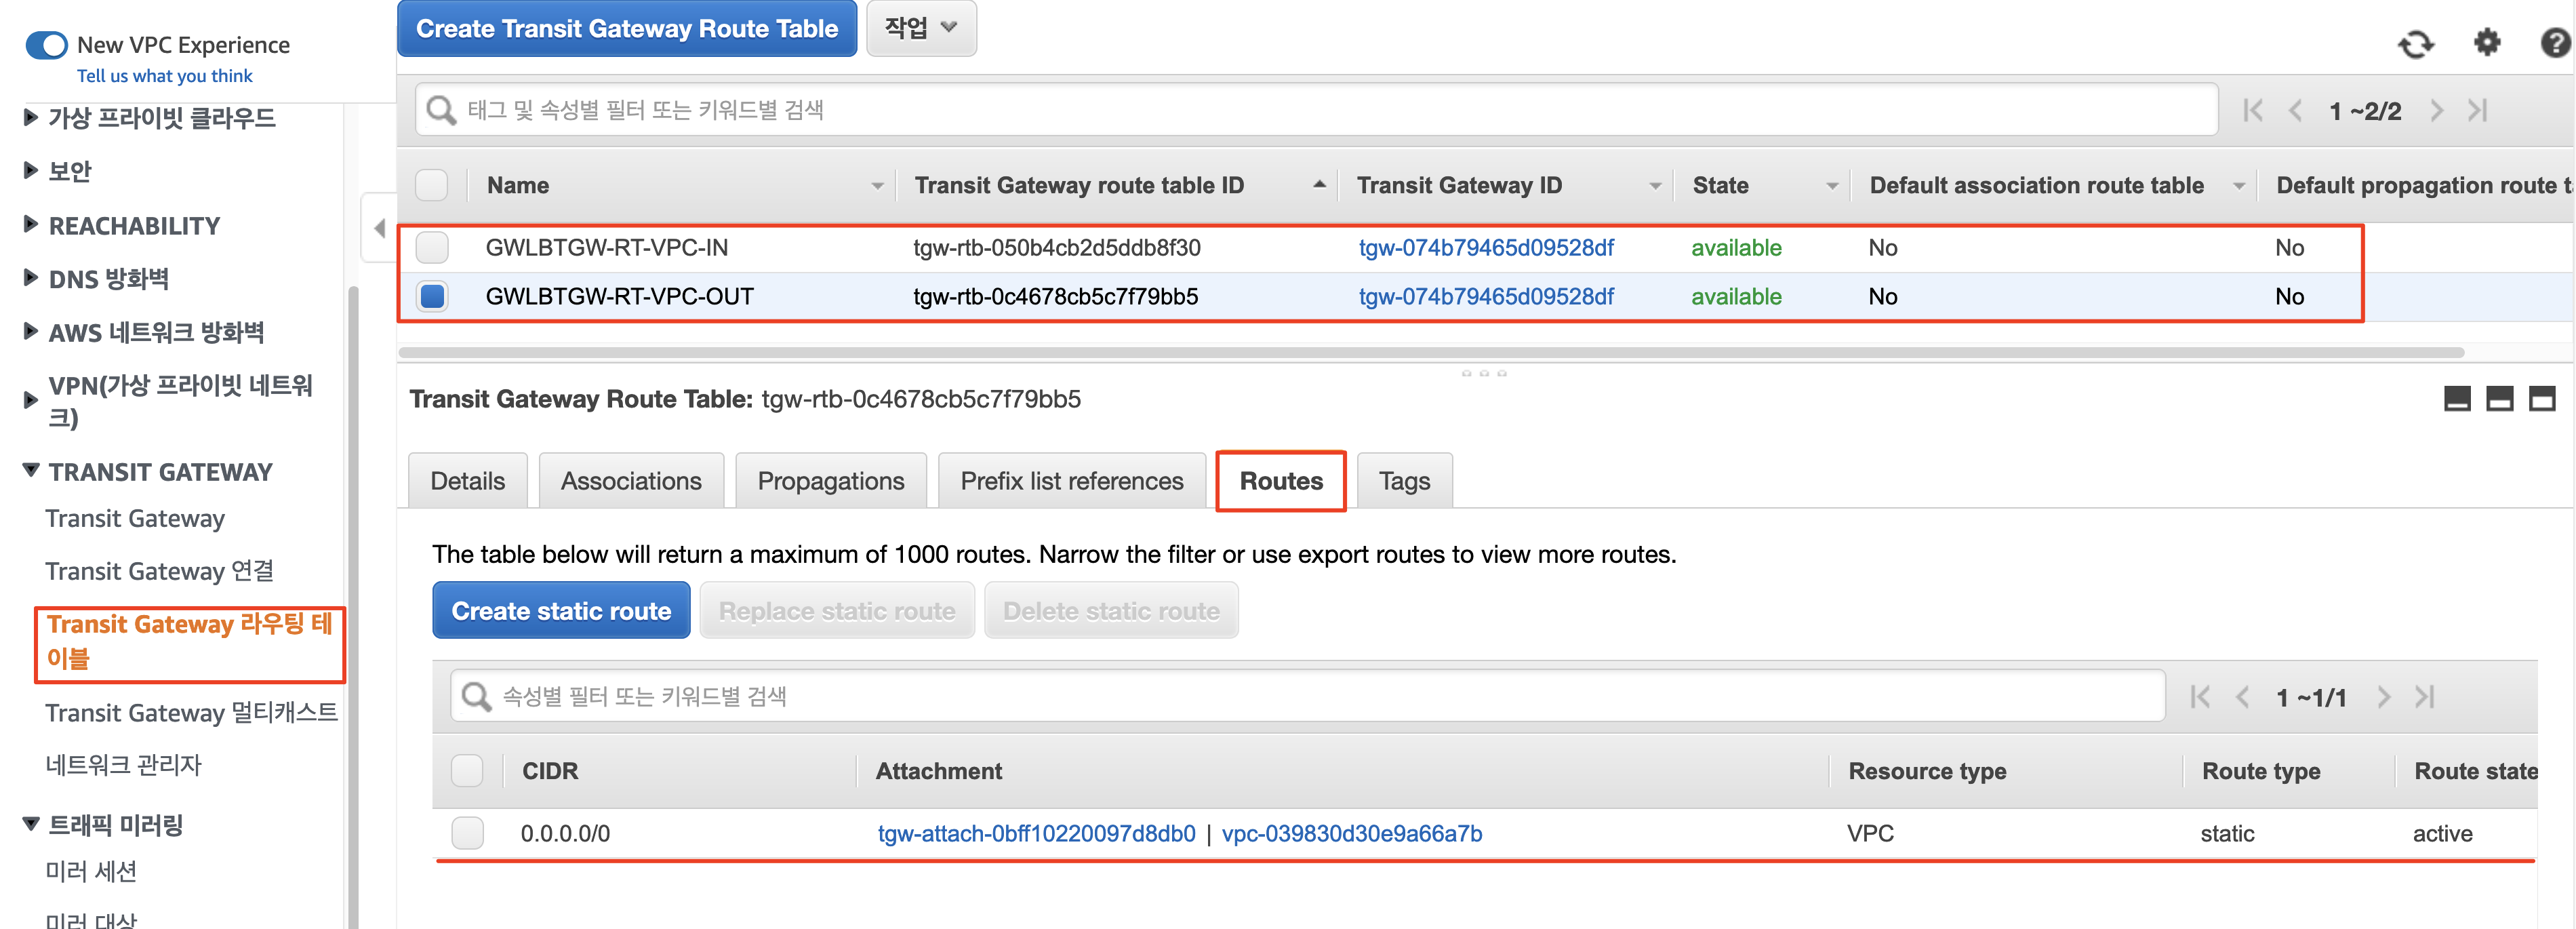 New VPC Experience
Tell us what you think
가상 프라이빗 클라우드
보안
REACHABILITY
DNS 방화벽
AWS 네트워크 방화벽
VPN(가상 프라이빗 네트워
크)
TRANSIT GATEWAY
Transit Gateway
Transit Gateway 연결
Transit Gateway 라우팅 테
이블
Transit Gateway 멀티캐스트
네트워크 관리자
트래픽 미러링
미러 세션
미러 대상
Create Transit Gateway Route Table 작업
태그 및 속성별 필터 또는 키워드별 검색 1 ~2/2
Name Transit Gateway route table ID Transit Gateway ID State Default association route table Default propagation route t
GWLBTGW-RT-VPC-IN tgw-rtb-050b4cb2d5ddb8f30 tgw-074b79465d09528df available No No
GWLBTGW-RT-VPC-OUT tgw-rtb-0c4678cb5c7f79bb5 tgw-074b79465d09528df available No No
Transit Gateway Route Table: tgw-rtb-0c4678cb5c7f79bb5
Details Associations Propagations Prefix list references Routes Tags
The table below will return a maximum of 1000 routes. Narrow the filter or use export routes to view more routes.
Create static route Replace static route Delete static route
속성별 필터 또는 키워드별 검색 1 ~1/1
CIDR Attachment Resource type Route type Route state
0.0.0.0/0 tgw-attach-0bff10220097d8db0 | vpc-039830d30e9a66a7b VPC static active